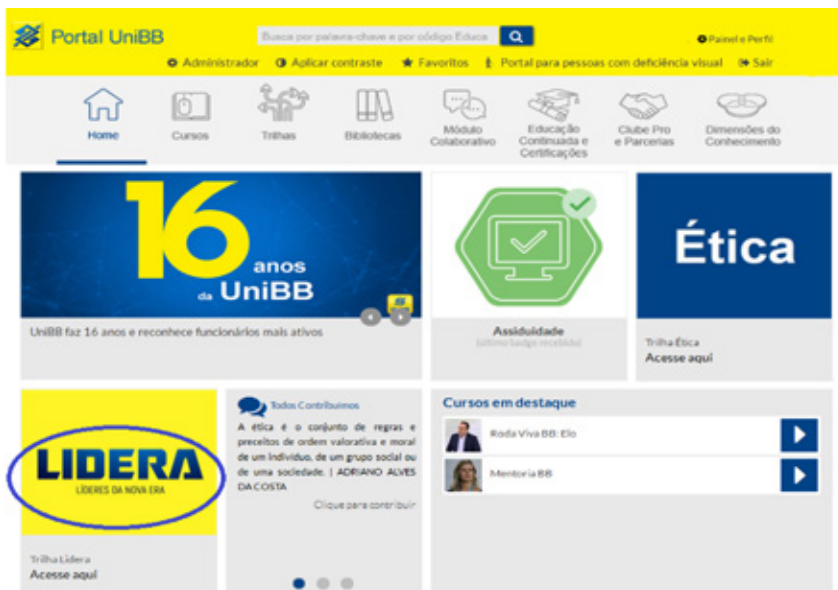 Portal UniBB
Busca por palavra-chave e por código Educa
Painel e Perfil
Administrador
Aplicar contraste
Favoritos
Portal para pessoas com deficiência visual
Sair
Home
Cursos
Trilhas
Bibliotecas
Módulo
Colaborativo
Educação
Continuada e
Certificações
Clube Pro
e Parcerias
Dimensões do
Conhecimento
16
anos
da UniBB
UniBB faz 16 anos e reconhece funcionários mais ativos
Assiduidade
(último badge recebido)
Ética
Trilha Ética
Acesse aqui
LIDERA
LÍDERES DA NOVA ERA
Trilha Lidera
Acesse aqui
Todos Contribuímos
A ética é o conjunto de regras e
preceitos de ordem valorativa e moral
de um indivíduo, de um grupo social ou
de uma sociedade. | ADRIANO ALVES
DA COSTA
Clique para contribuir
Cursos em destaque
Roda Viva BB: Elo
Mentoria BB